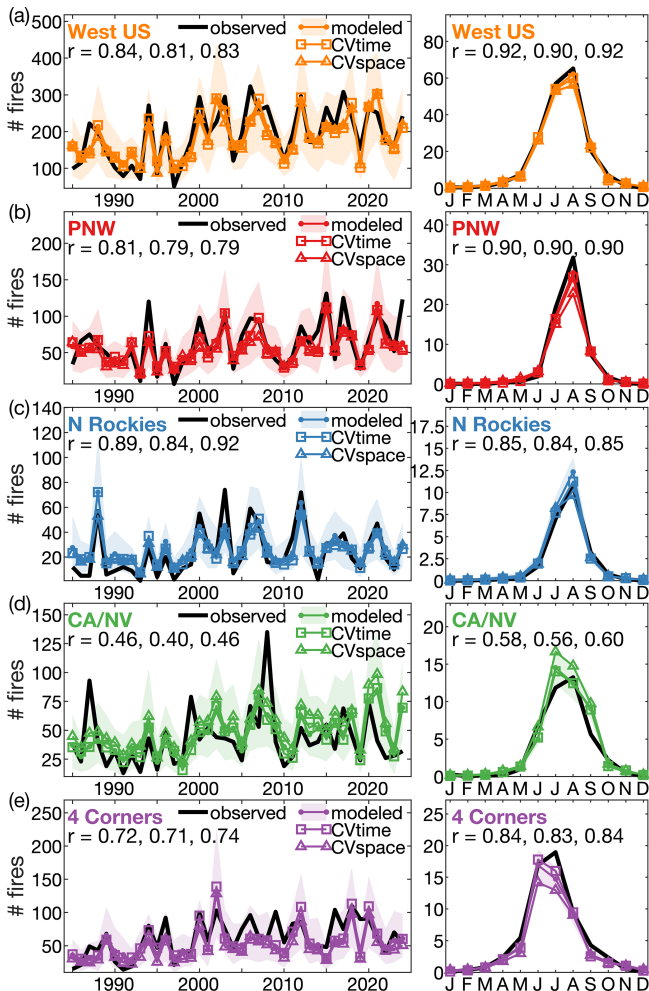 (a)
West US
r = 0.84, 0.81, 0.83
observed
modeled
CVtime
CVspace
# fires
500
400
300
200
100
1990
2000
2010
2020
West US
r = 0.92, 0.90, 0.92
80
60
40
20
0
J F M A M J J A S O N D
(b)
PNW
r = 0.81, 0.79, 0.79
observed
modeled
CVtime
CVspace
# fires
200
150
100
50
1990
2000
2010
2020
PNW
r = 0.90, 0.90, 0.90
40
30
20
10
0
J F M A M J J A S O N D
(c)
N Rockies
r = 0.89, 0.84, 0.92
observed
modeled
CVtime
CVspace
# fires
140
120
100
80
60
40
20
1990
2000
2010
2020
N Rockies
r = 0.85, 0.84, 0.85
17.5
12.5
10
7.5
5
2.5
0
J F M A M J J A S O N D
(d)
CA/NV
r = 0.46, 0.40, 0.46
observed
modeled
CVtime
CVspace
# fires
150
125
100
75
50
25
1990
2000
2010
2020
CA/NV
r = 0.58, 0.56, 0.60
20
15
10
5
0
J F M A M J J A S O N D
(e)
4 Corners
r = 0.72, 0.71, 0.74
observed
modeled
CVtime
CVspace
# fires
250
200
150
100
50
1990
2000
2010
2020
4 Corners
r = 0.84, 0.83, 0.84
25
20
15
10
5
0
J F M A M J J A S O N D